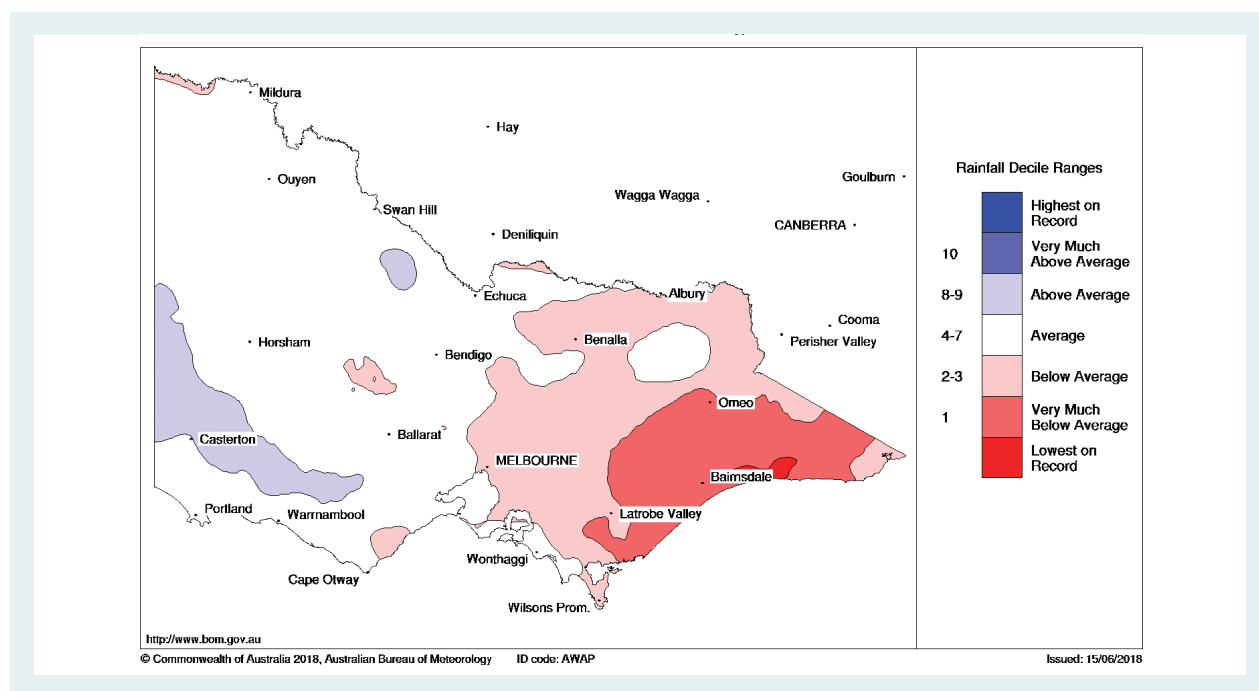 Mildura
Hay
Ouyen
Goulburn
Wagga Wagga
Swan Hill
CANBERRA
Deniliquin
Echuca
Albury
Cooma
Horsham
Benalla
Perisher Valley
Bendigo
Omeo
Casterton
Ballarat
MELBOURNE
Bairnsdale
Portland
Warrnambool
Latrobe Valley
Wonthaggi
Cape Otway
Wilsons Prom.
http://www.bom.gov.au
Rainfall Decile Ranges
Highest on
Record
10
Very Much
Above Average
8-9
Above Average
4-7
Average
2-3
Below Average
1
Very Much
Below Average
Lowest on
Record
© Commonwealth of Australia 2018, Australian Bureau of Meteorology
ID code: AWAP
Issued: 15/06/2018